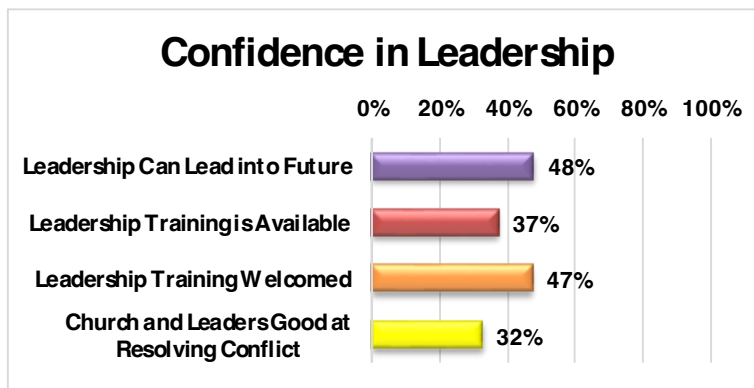 Confidence in Leadership
0% 20% 40% 60% 80% 100%
Leadership Can Lead into Future 48%
Leadership Training is Available 37%
Leadership Training Welcomed 47%
Church and Leaders Good at
Resolving Conflict 32%